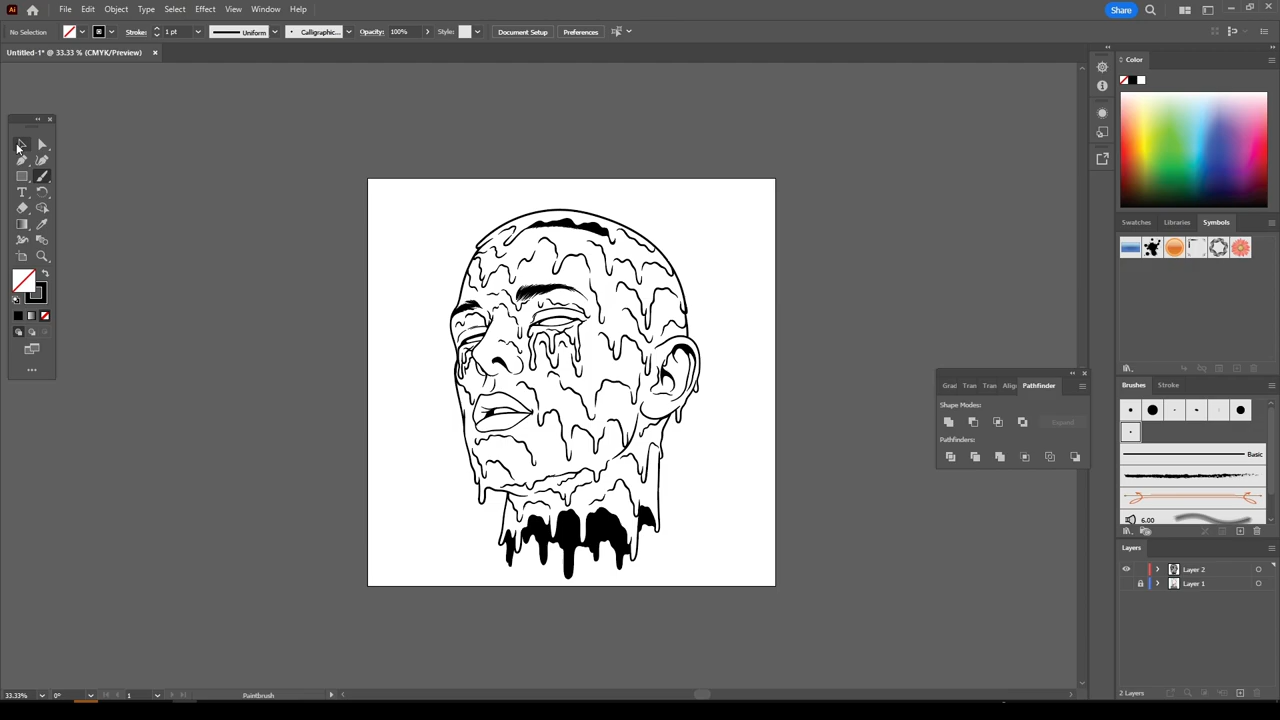 Ai File Edit Object Type Select Effect View Window Help Share
No Selection Stroke: 1 pt Uniform Calligraphic... Opacity: 100% Style: Document Setup Preferences
Untitled-1* @ 33.33 % (CMYK/Preview) ×
Color
Swatches Libraries Symbols
Grac Tran Tran Alig Pathfinder
Shape Modes:
Expand
Pathfinders:
Brushes Stroke
Basic
6.00
Layers
Layer 2
Layer 1
33.33% 0° 1 Paintbrush 2 Layers